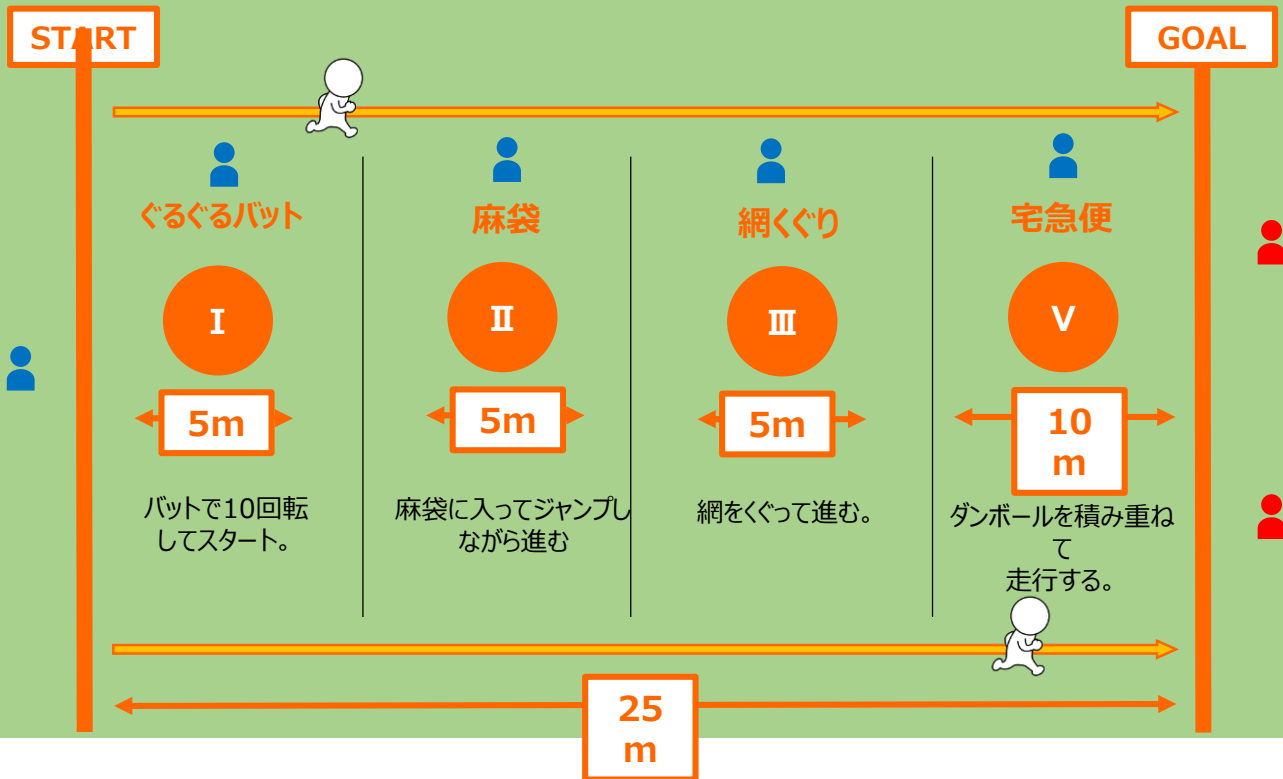 START
GOAL
ぐるぐるバット
麻袋
網くぐり
宅急便
Ⅰ
Ⅱ
Ⅲ
Ⅴ
5m
5m
5m
10
m
バットで10回転
してスタート。
麻袋に入ってジャンプし
ながら進む
網をくぐって進む。
ダンボールを積み重ね
て
走行する。
25
m